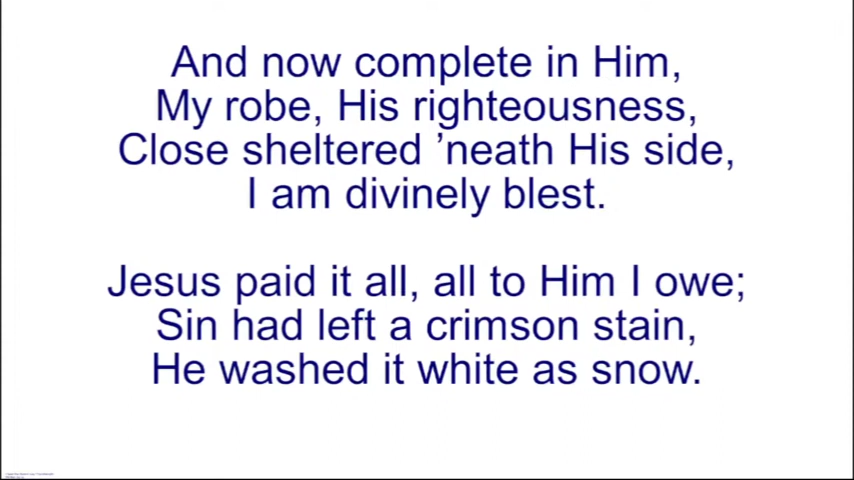 And now complete in Him,
My robe, His righteousness,
Close sheltered ’neath His side,
I am divinely blest.
Jesus paid it all, all to Him I owe;
Sin had left a crimson stain,
He washed it white as snow.